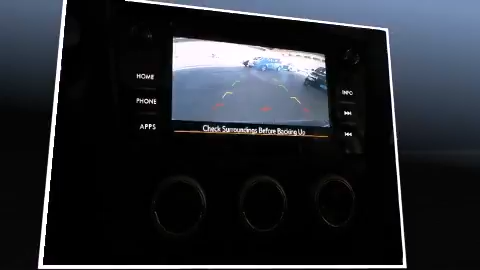 HOME
PHONE
APPS
INFO
Check Surroundings Before Backing Up